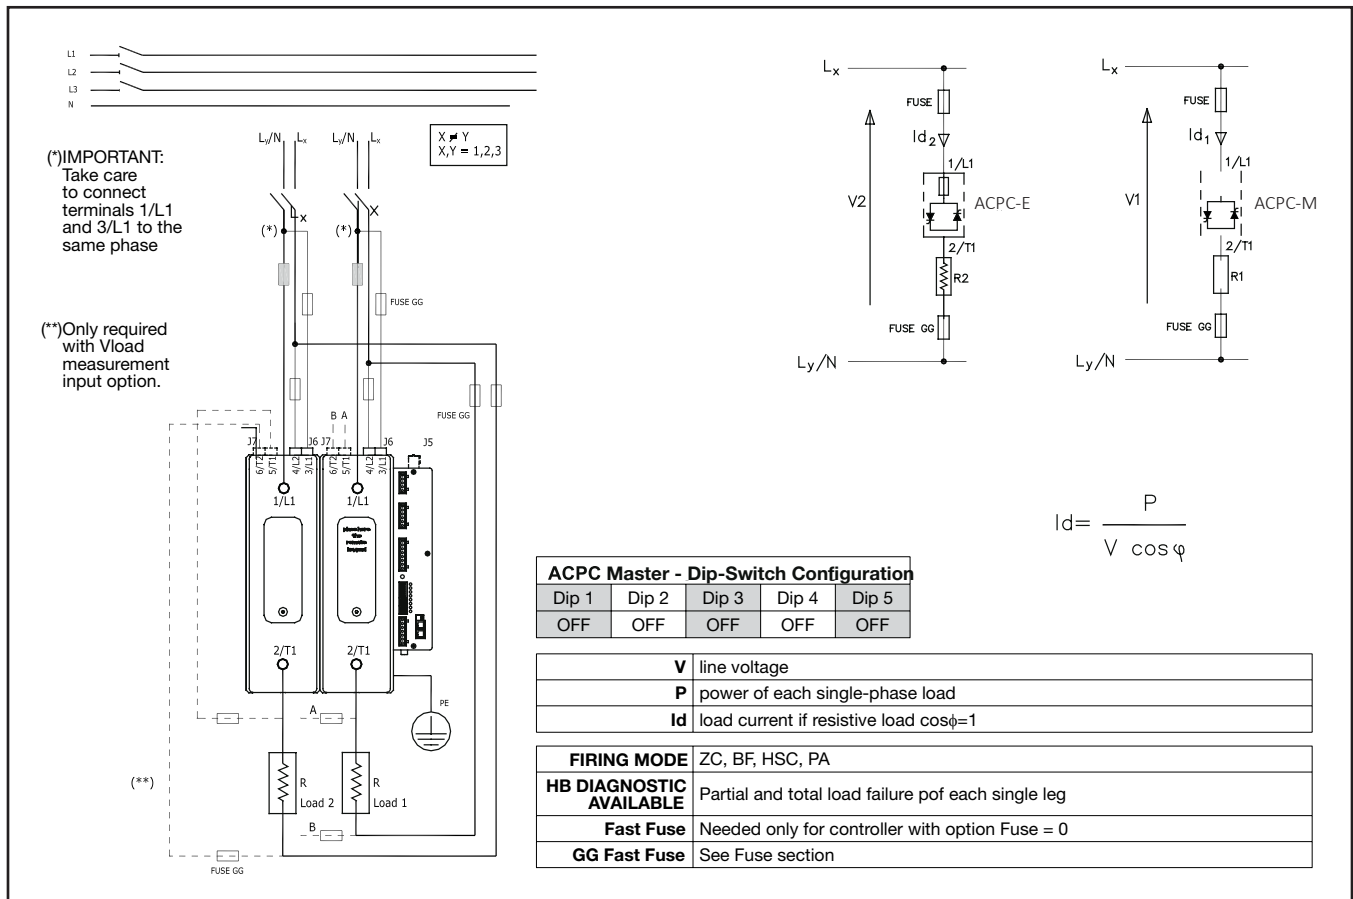 L1
L2
L3
N
Ly/N Lx Ly/N Lx
X ≠ Y
X,Y = 1,2,3
(*)IMPORTANT:
Take care
to connect
terminals 1/L1
and 3/L1 to the
same phase
Lx X
(*) (*)
FUSE GG
(**)Only required
with Vload
measurement
input option.
FUSE GG
B A
J7 J6 J7 J6 J5
6/T2 5/T1 4/L2 3/L1 6/T2 5/T1 4/L2 3/L1
1/L1 1/L1
2/T1 2/T1
PE
A
(**)
R R
Load 2 Load 1
B
FUSE GG
Lx
FUSE
Id2
1/L1
V2
ACPC-E
2/T1
R2
FUSE GG
Ly/N
Lx
FUSE
Id1
1/L1
V1
ACPC-M
2/T1
R1
FUSE GG
Ly/N
Id= P
V cosφ
ACPC Master - Dip-Switch Configuration
Dip 1 Dip 2 Dip 3 Dip 4 Dip 5
OFF OFF OFF OFF OFF
V line voltage
P power of each single-phase load
Id load current if resistive load cosϕ=1
FIRING MODE ZC, BF, HSC, PA
HB DIAGNOSTIC
AVAILABLE Partial and total load failure pof each single leg
Fast Fuse Needed only for controller with option Fuse = 0
GG Fast Fuse See Fuse section